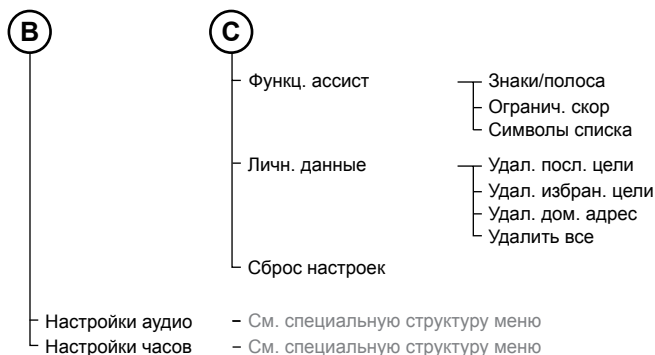 B C
Функц. ассист Знаки/полоса
Огранич. скор
Символы списка
Личн. данные Удал. посл. цели
Удал. избран. цели
Удал. дом. адрес
Удалить все
Сброс настроек
Настройки аудио – См. специальную структуру меню
Настройки часов – См. специальную структуру меню